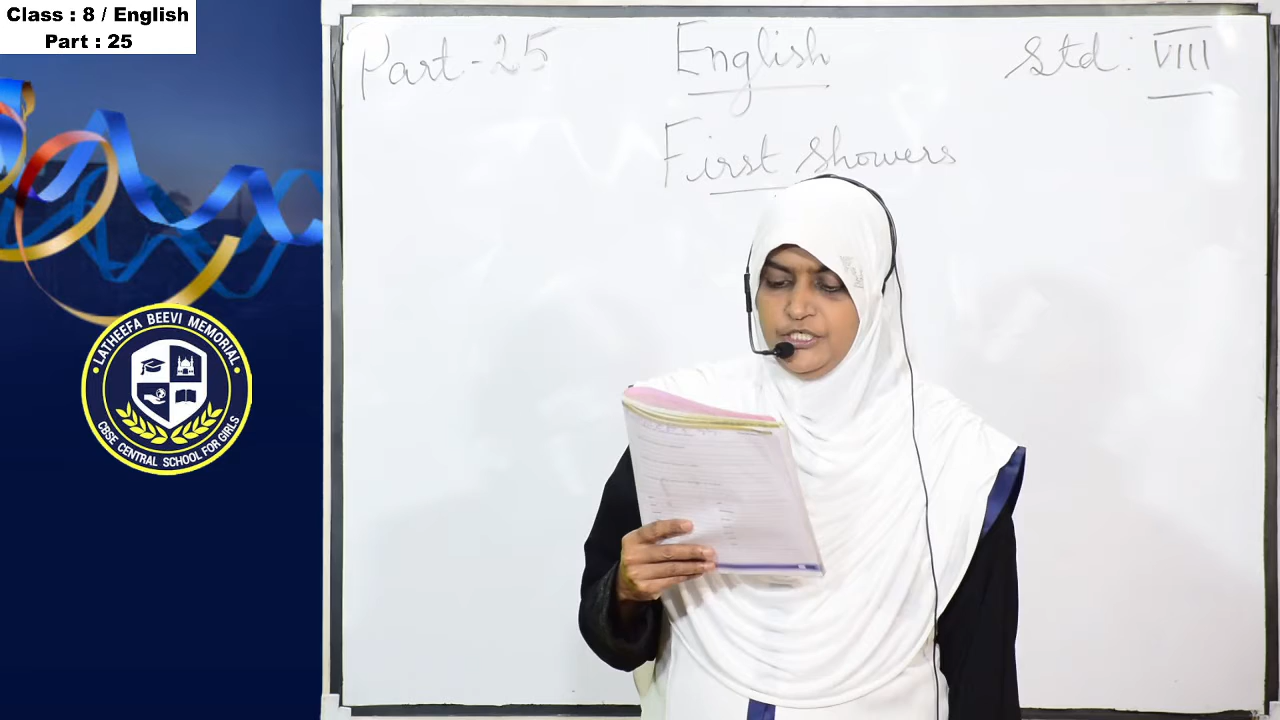 Class : 8 / English
Part : 25
Part - 25
English
Std : VIII
First Showers
LATHEEFA BEEVI MEMORIAL
CBSE CENTRAL SCHOOL FOR GIRLS